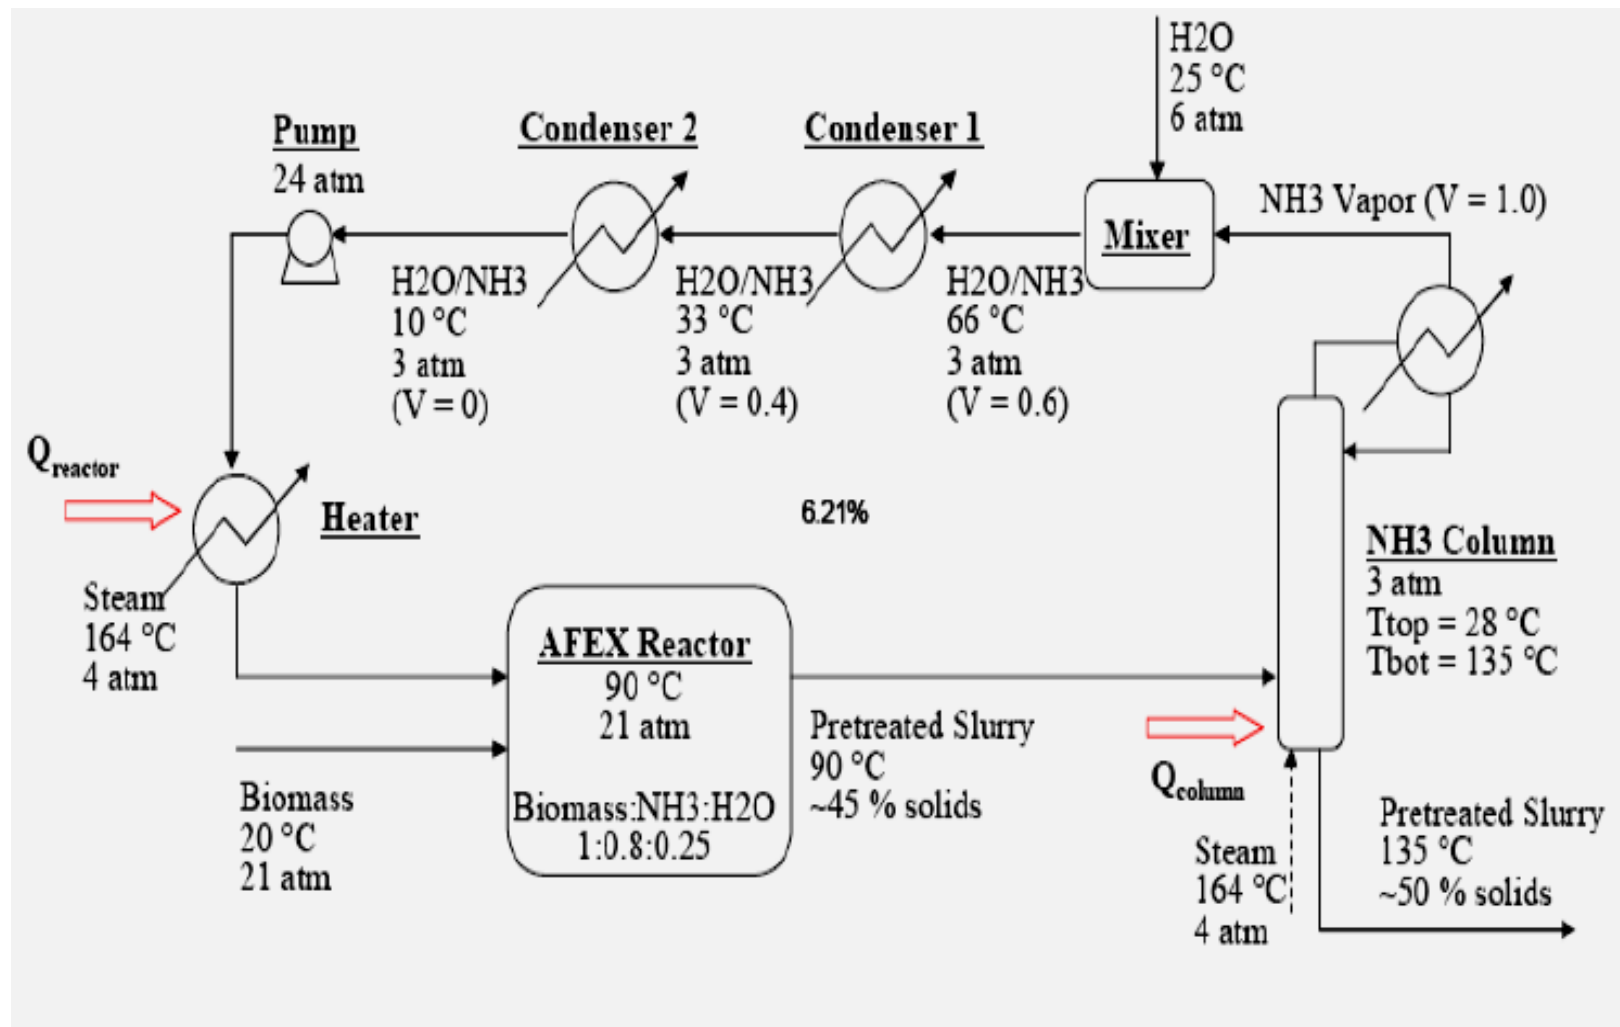 H2O
25 °C
6 atm
Pump
24 atm
Condenser 2
Condenser 1
Mixer
NH3 Vapor (V = 1.0)
H2O/NH3
10 °C
3 atm
(V = 0)
H2O/NH3
33 °C
3 atm
(V = 0.4)
H2O/NH3
66 °C
3 atm
(V = 0.6)
Qreactor
Heater
6.21%
Steam
164 °C
4 atm
NH3 Column
3 atm
Ttop = 28 °C
Tbot = 135 °C
AFEX Reactor
90 °C
21 atm
Biomass:NH3:H2O
1:0.8:0.25
Biomass
20 °C
21 atm
Pretreated Slurry
90 °C
~45 % solids
Qcolumn
Steam
164 °C
4 atm
Pretreated Slurry
135 °C
~50 % solids